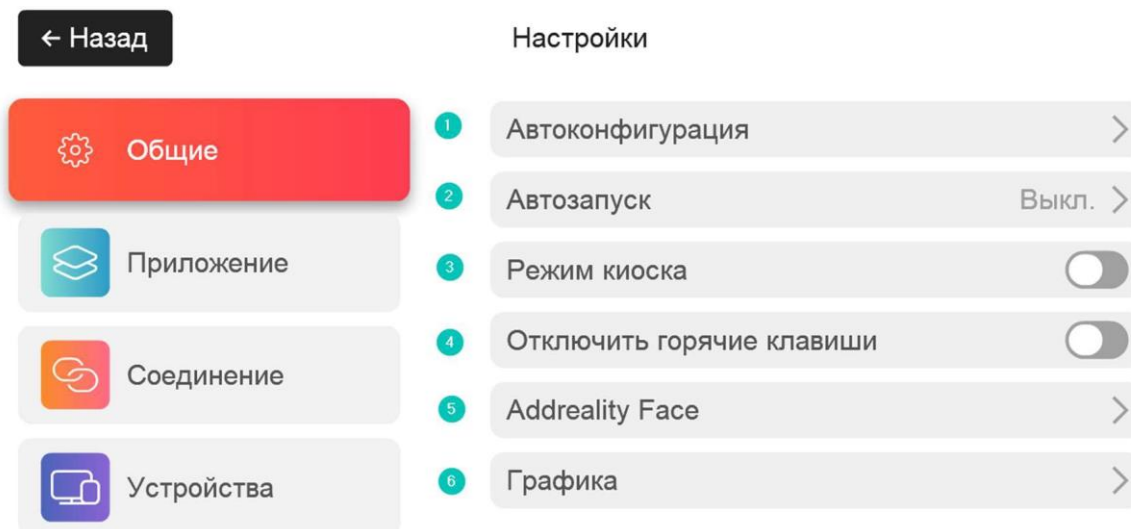 ← Назад
Настройки
Общие
Приложение
Соединение
Устройства
1 Автоконфигурация
2 Автозапуск Выкл.
3 Режим киоска
4 Отключить горячие клавиши
5 Addreality Face
6 Графика